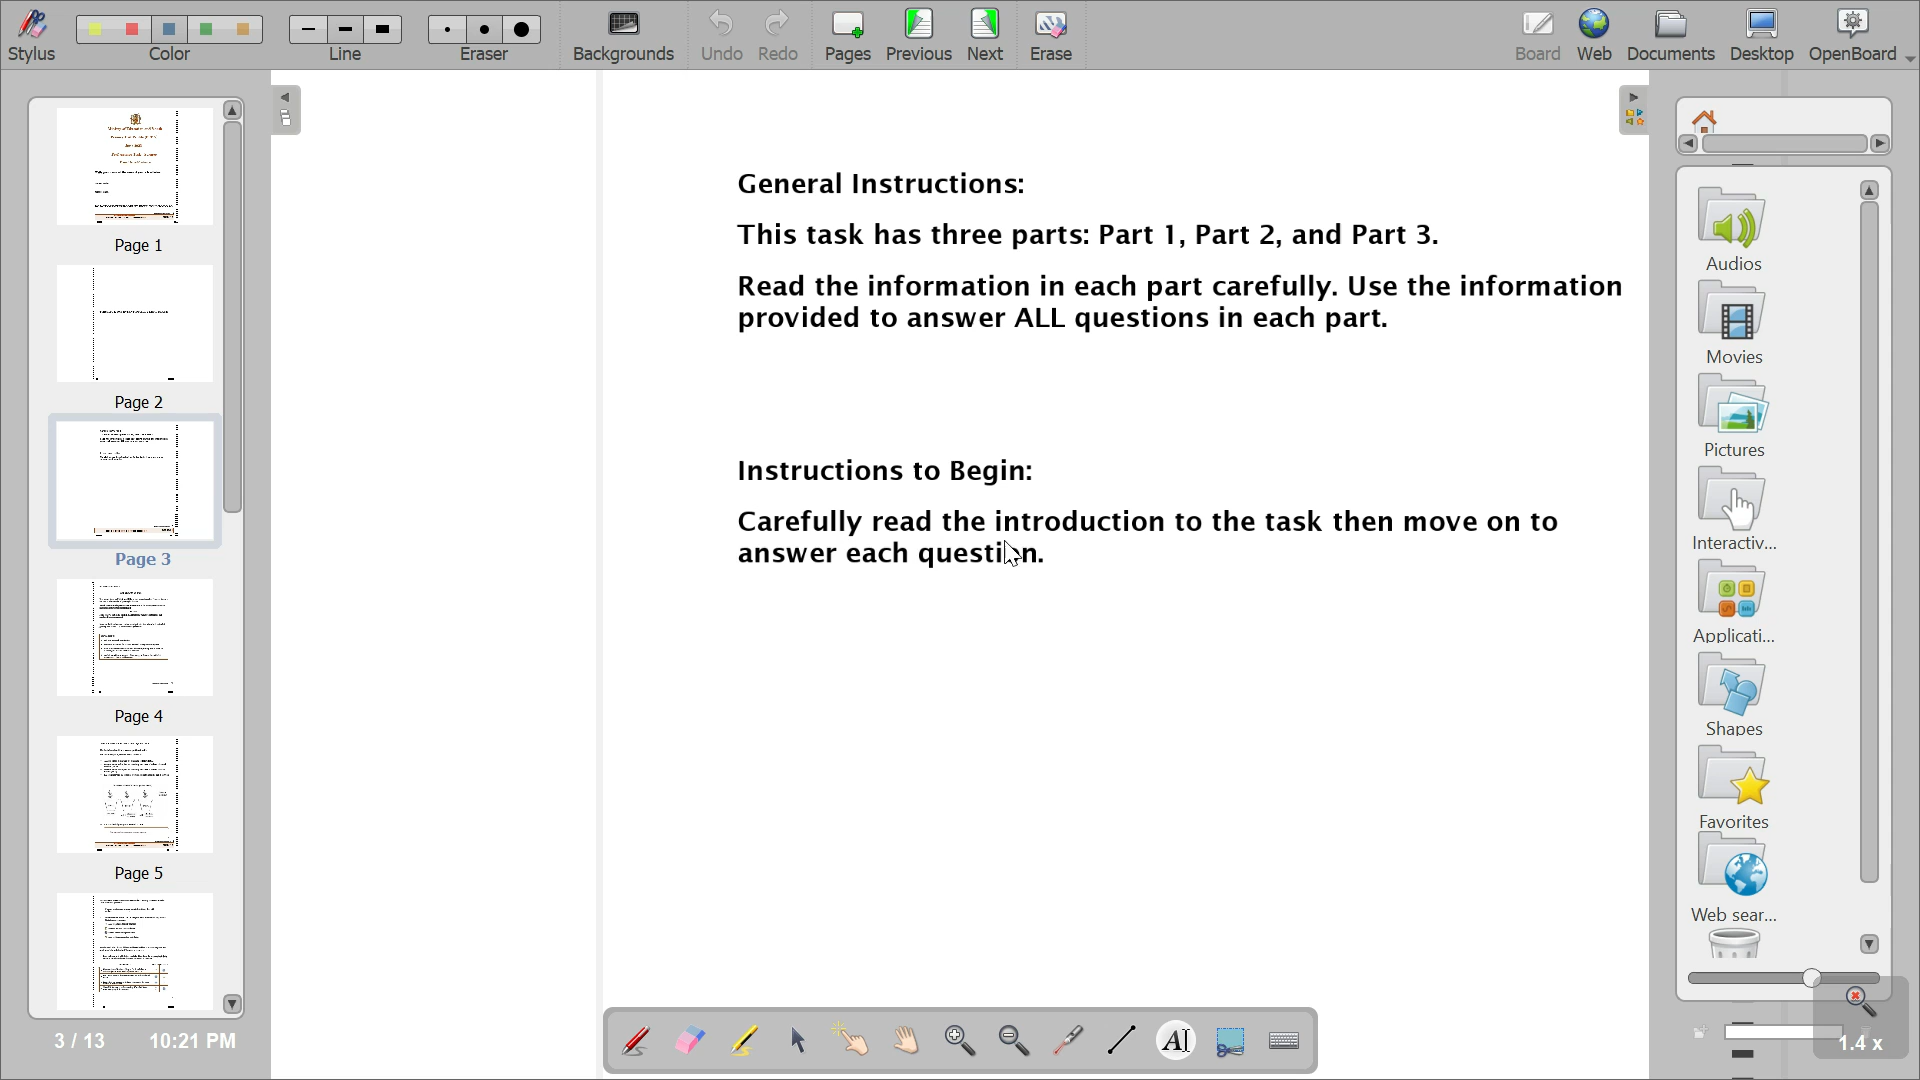 Stylus
Color
Line
Eraser
Backgrounds
Undo
Redo
Pages
Previous
Next
Erase
Board
Web
Documents
Desktop
OpenBoard
Page 1
Page 2
Page 3
Page 4
Page 5
3 / 13
10:21 PM
General Instructions:
This task has three parts: Part 1, Part 2, and Part 3.
Read the information in each part carefully. Use the information
provided to answer ALL questions in each part.
Instructions to Begin:
Carefully read the introduction to the task then move on to
answer each question.
Audios
Movies
Pictures
Interactiv...
Applicati...
Shapes
Favorites
Web sear...
1.4 x